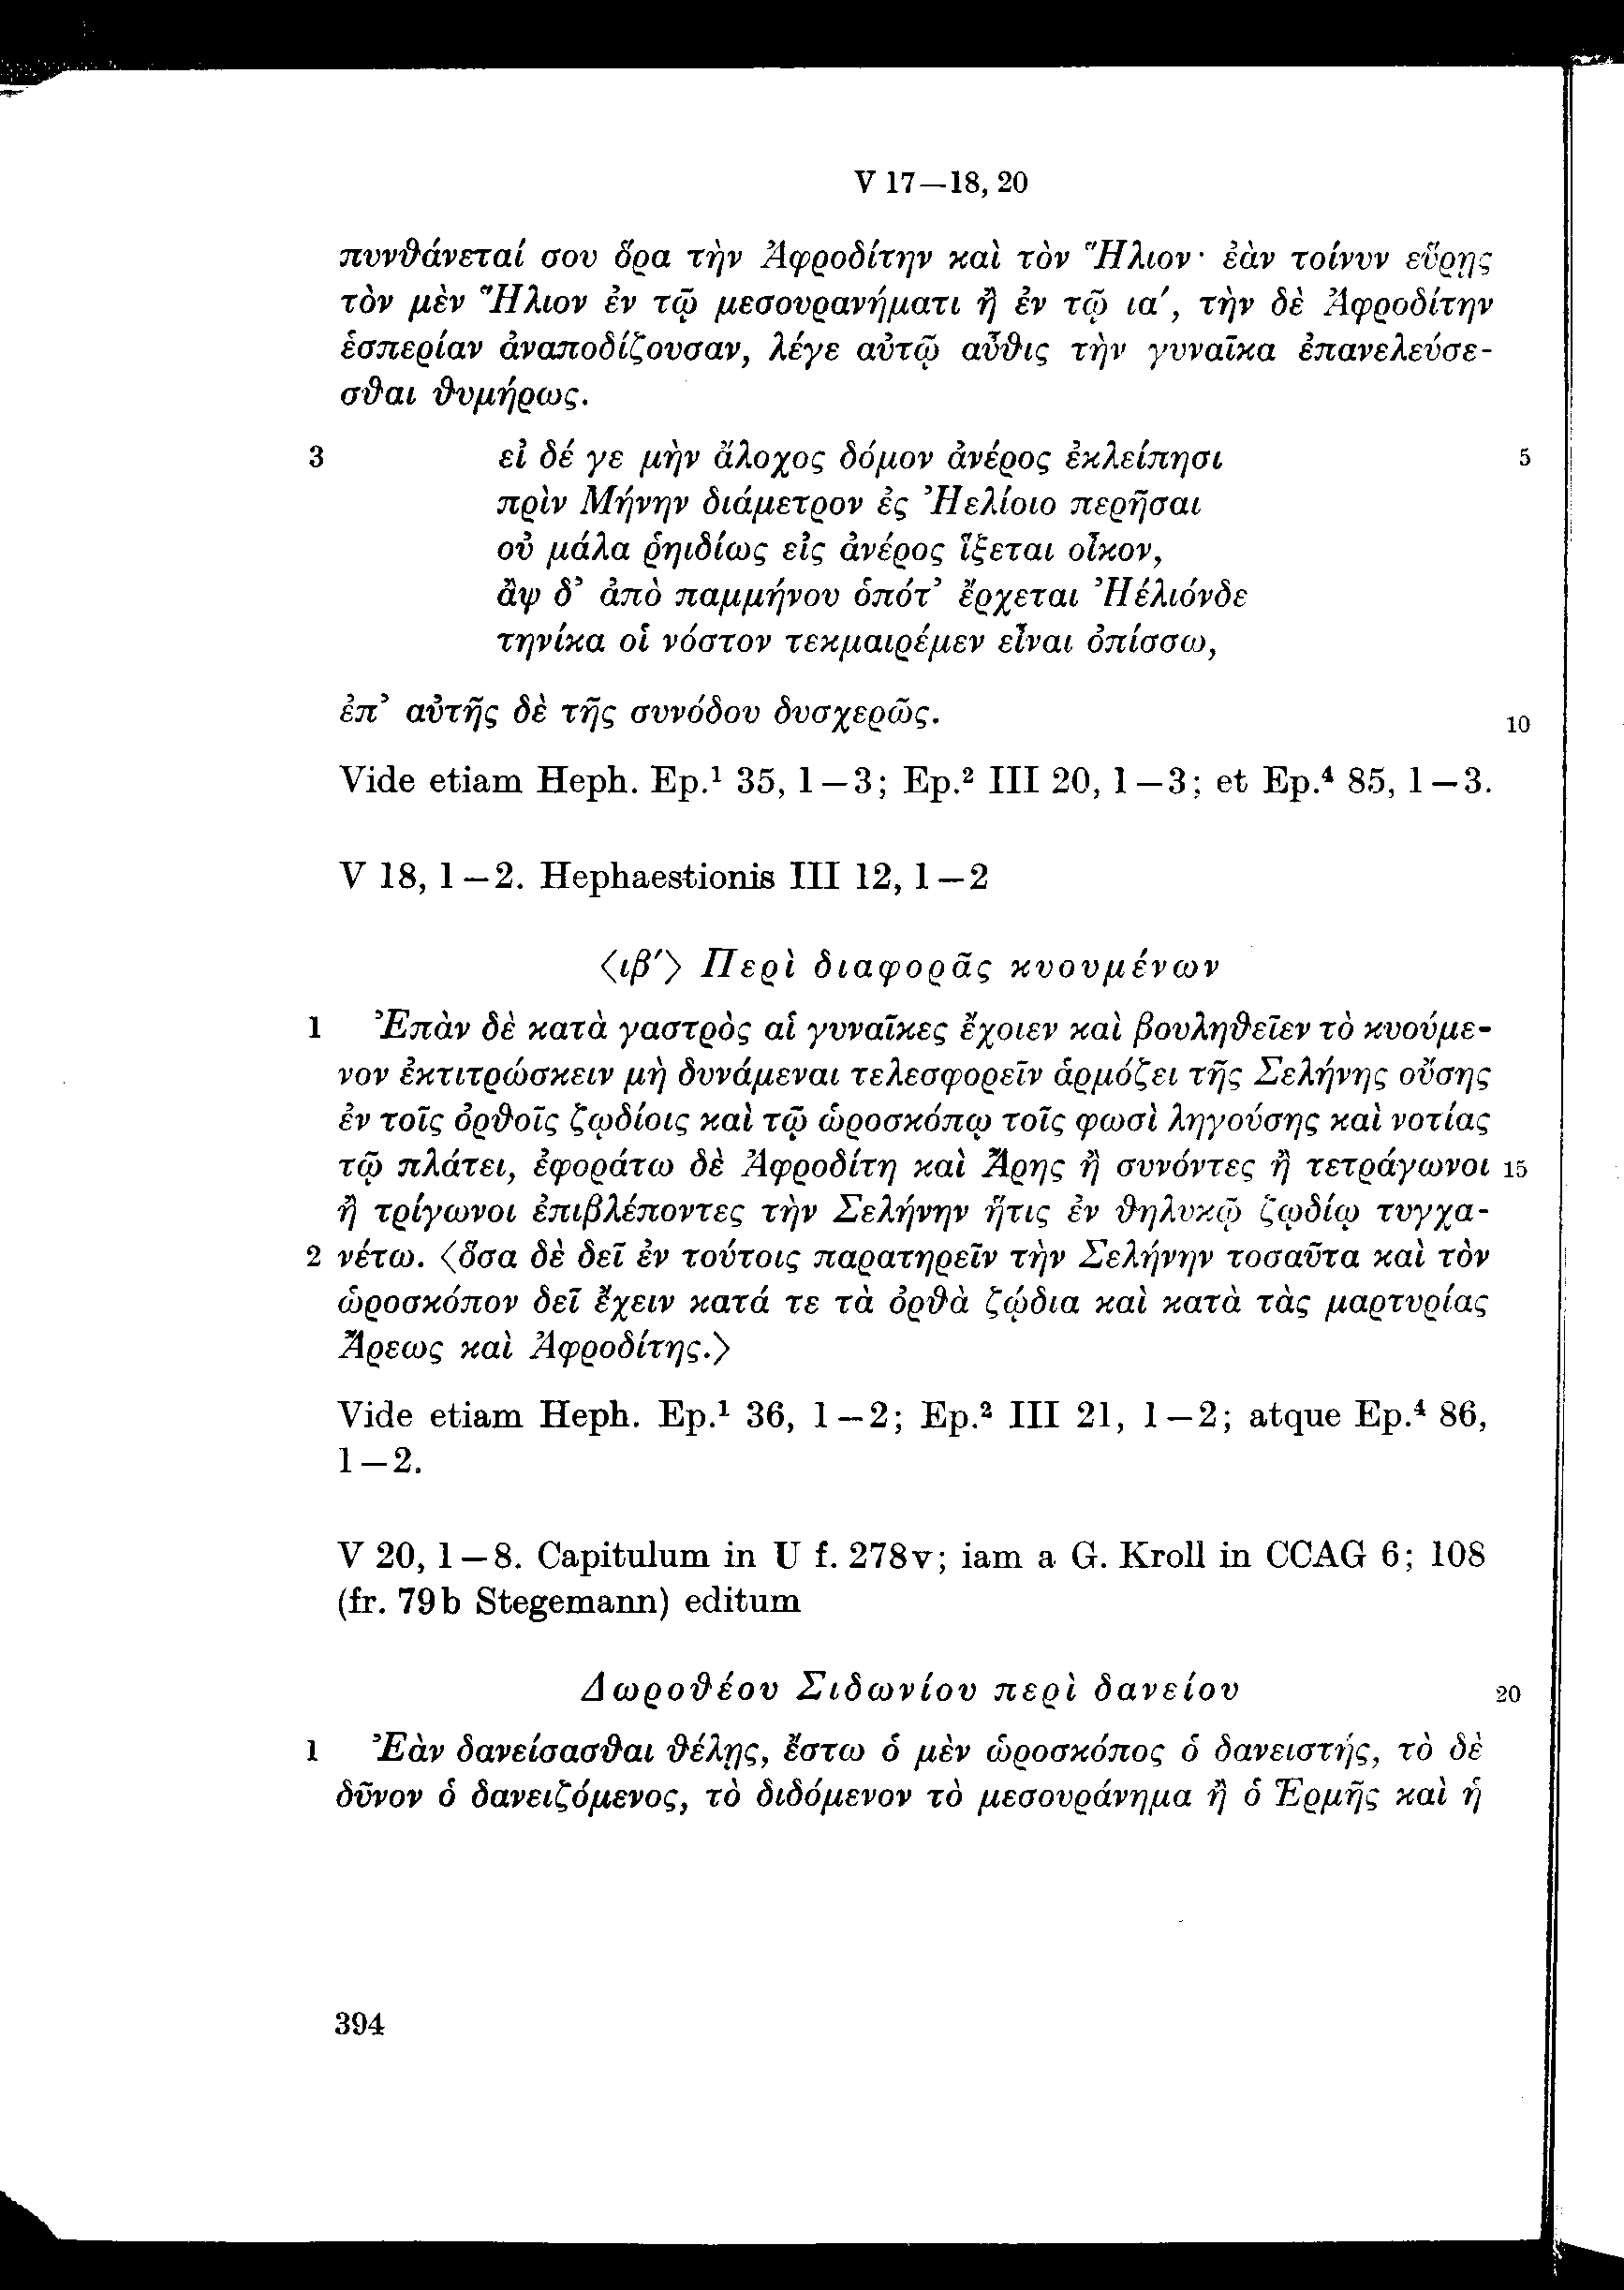 V 17—18, 20
πυνθάνεταί σου ὅρα τὴν Ἀφροδίτην καὶ τὸν Ἥλιον· ἐὰν τοίνυν εὕρῃς
τὸν μὲν Ἥλιον ἐν τῷ μεσουρανήματι ἢ ἐν τῷ ια′, τὴν δὲ Ἀφροδίτην
ἑσπερίαν ἀναποδίζουσαν, λέγε αὐτῷ αὖθις τὴν γυναῖκα ἐπανελεύσε-
σθαι θυμήρως.
3 εἰ δέ γε μὴν ἄλοχος δόμον ἀνέρος ἐκλείπησι 5
πρὶν Μήνην διάμετρον ἐς Ἠελίοιο περῆσαι
οὐ μάλα ῥηιδίως εἰς ἀνέρος ἵξεται οἶκον,
ἂψ δ’ ἀπὸ παμμήνου ὁπότ’ ἔρχεται Ἠέλιόνδε
τηνίκα οἱ νόστον τεκμαιρέμεν εἶναι ὀπίσσω,
ἐπ’ αὐτῆς δὲ τῆς συνόδου δυσχερῶς. 10
Vide etiam Heph. Ep.¹ 35, 1—3; Ep.² III 20, 1—3; et Ep.⁴ 85, 1—3.
V 18, 1—2. Hephaestionis III 12, 1—2
⟨ιβ′⟩ Περὶ διαφορᾶς κυουμένων
1 Ἐπὰν δὲ κατὰ γαστρὸς αἱ γυναῖκες ἔχοιεν καὶ βουληθεῖεν τὸ κυούμε-
νον ἐκτιτρώσκειν μὴ δυνάμεναι τελεσφορεῖν ἁρμόζει τῆς Σελήνης οὔσης
ἐν τοῖς ὀρθοῖς ζῳδίοις καὶ τῷ ὡροσκόπῳ τοῖς φωσὶ ληγούσης καὶ νοτίας
τῷ πλάτει, ἐφοράτω δὲ Ἀφροδίτη καὶ Ἄρης ἢ συνόντες ἢ τετράγωνοι 15
ἢ τρίγωνοι ἐπιβλέποντες τὴν Σελήνην ἥτις ἐν θηλυκῷ ζῳδίῳ τυγχα-
2 νέτω. ⟨ὅσα δὲ δεῖ ἐν τούτοις παρατηρεῖν τὴν Σελήνην τοσαῦτα καὶ τὸν
ὡροσκόπον δεῖ ἔχειν κατά τε τὰ ὀρθὰ ζῴδια καὶ κατὰ τὰς μαρτυρίας
Ἄρεως καὶ Ἀφροδίτης.⟩
Vide etiam Heph. Ep.¹ 36, 1—2; Ep.² III 21, 1—2; atque Ep.⁴ 86,
1—2.
V 20, 1—8. Capitulum in U f. 278v; iam a G. Kroll in CCAG 6; 108
(fr. 79b Stegemann) editum
Δωροθέου Σιδωνίου περὶ δανείου 20
1 Ἐὰν δανείσασθαι θέλῃς, ἔστω ὁ μὲν ὡροσκόπος ὁ δανειστής, τὸ δὲ
δῦνον ὁ δανειζόμενος, τὸ διδόμενον τὸ μεσουράνημα ἢ ὁ Ἑρμῆς καὶ ἡ
394